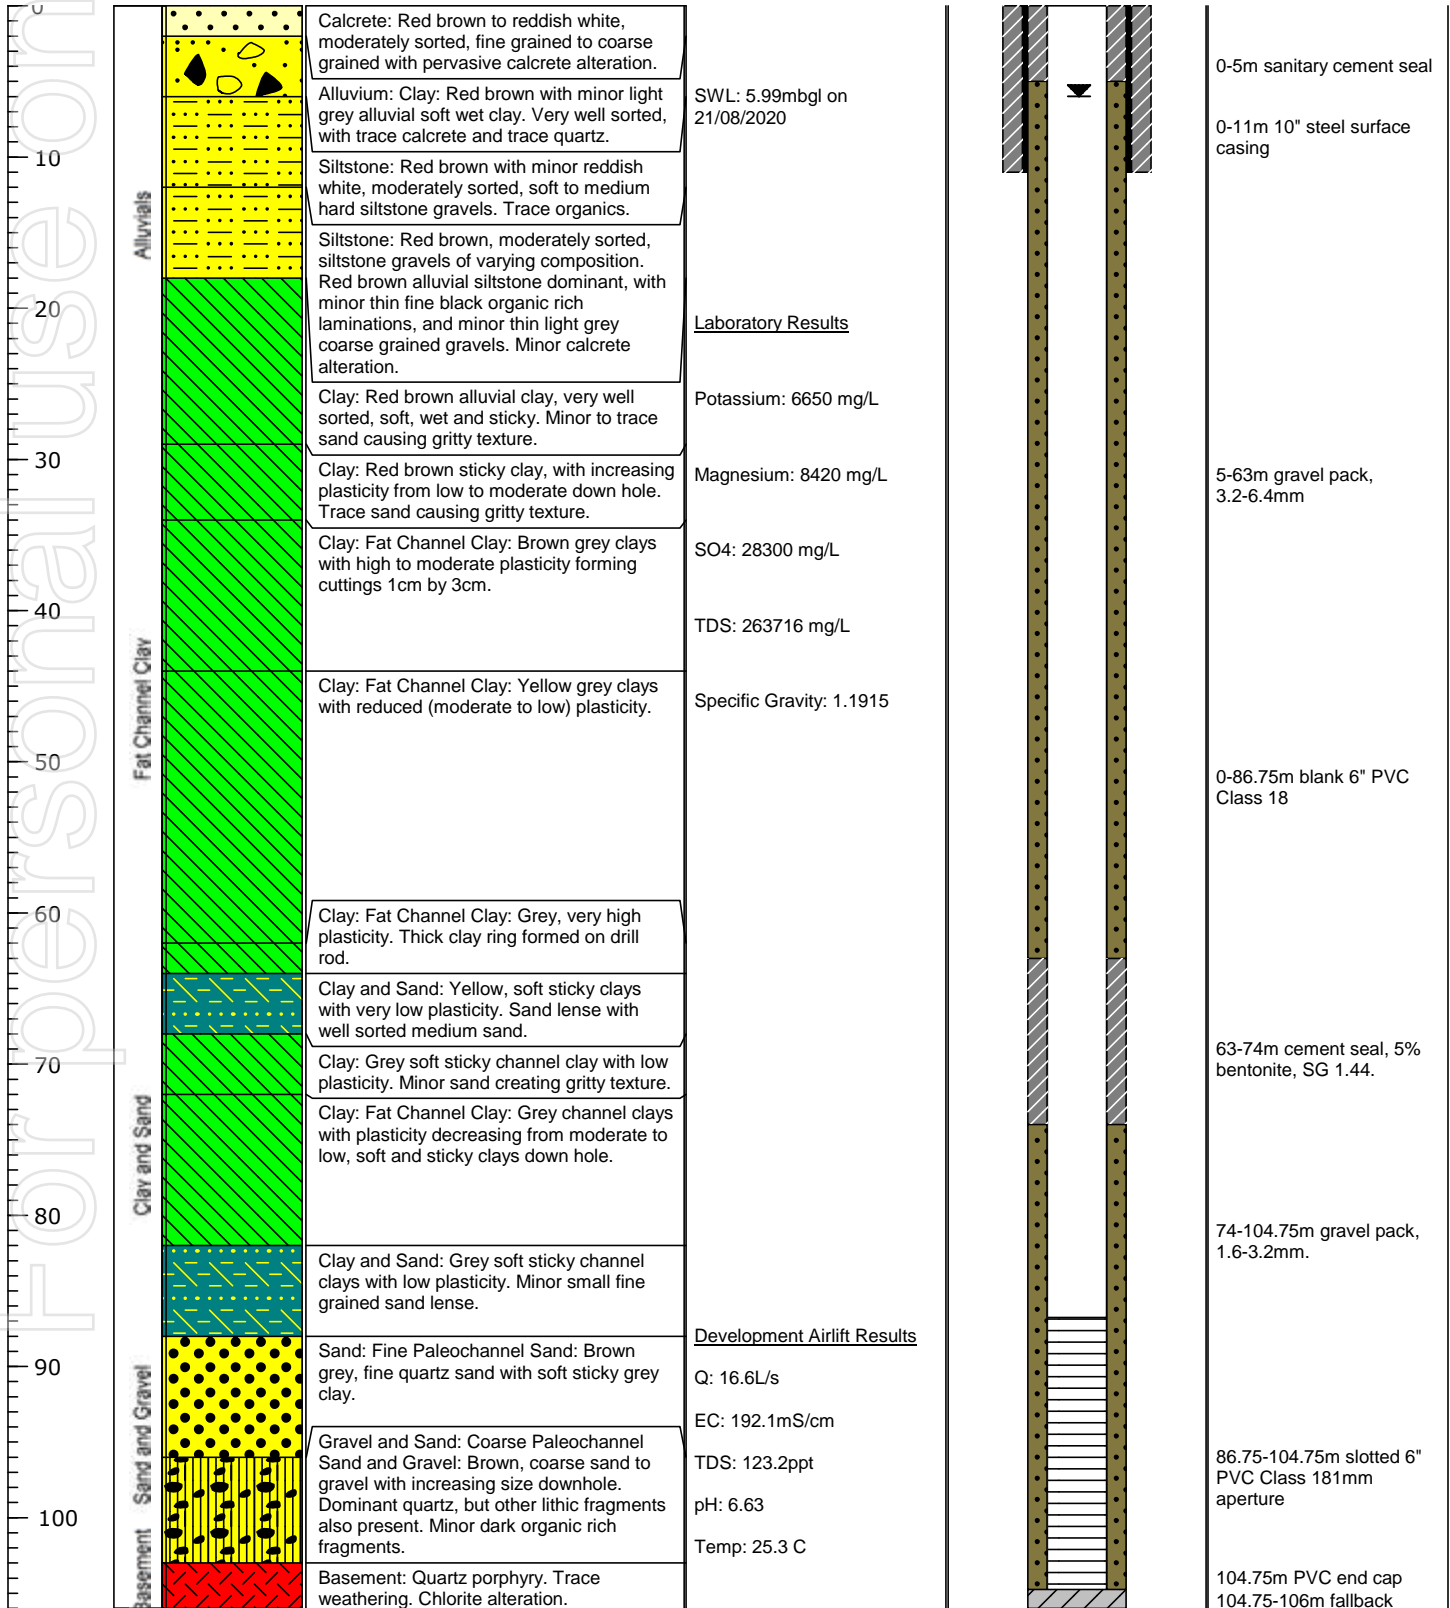 For personal use on
0
10
20
30
40
50
60
70
80
90
100
Alluvials
Fat Channel Clay
Clay and Sand
Sand and Gravel
Basement
Calcrete: Red brown to reddish white,
moderately sorted, fine grained to coarse
grained with pervasive calcrete alteration.
Alluvium: Clay: Red brown with minor light
grey alluvial soft wet clay. Very well sorted,
with trace calcrete and trace quartz.
Siltstone: Red brown with minor reddish
white, moderately sorted, soft to medium
hard siltstone gravels. Trace organics.
Siltstone: Red brown, moderately sorted,
siltstone gravels of varying composition.
Red brown alluvial siltstone dominant, with
minor thin fine black organic rich
laminations, and minor thin light grey
coarse grained gravels. Minor calcrete
alteration.
Clay: Red brown alluvial clay, very well
sorted, soft, wet and sticky. Minor to trace
sand causing gritty texture.
Clay: Red brown sticky clay, with increasing
plasticity from low to moderate down hole.
Trace sand causing gritty texture.
Clay: Fat Channel Clay: Brown grey clays
with high to moderate plasticity forming
cuttings 1cm by 3cm.
Clay: Fat Channel Clay: Yellow grey clays
with reduced (moderate to low) plasticity.
Clay: Fat Channel Clay: Grey, very high
plasticity. Thick clay ring formed on drill
rod.
Clay and Sand: Yellow, soft sticky clays
with very low plasticity. Sand lense with
well sorted medium sand.
Clay: Grey soft sticky channel clay with low
plasticity. Minor sand creating gritty texture.
Clay: Fat Channel Clay: Grey channel clays
with plasticity decreasing from moderate to
low, soft and sticky clays down hole.
Clay and Sand: Grey soft sticky channel
clays with low plasticity. Minor small fine
grained sand lense.
Sand: Fine Paleochannel Sand: Brown
grey, fine quartz sand with soft sticky grey
clay.
Gravel and Sand: Coarse Paleochannel
Sand and Gravel: Brown, coarse sand to
gravel with increasing size downhole.
Dominant quartz, but other lithic fragments
also present. Minor dark organic rich
fragments.
Basement: Quartz porphyry. Trace
weathering. Chlorite alteration.
SWL: 5.99mbgl on
21/08/2020
Laboratory Results
Potassium: 6650 mg/L
Magnesium: 8420 mg/L
SO4: 28300 mg/L
TDS: 263716 mg/L
Specific Gravity: 1.1915
Development Airlift Results
Q: 16.6L/s
EC: 192.1mS/cm
TDS: 123.2ppt
pH: 6.63
Temp: 25.3 C
0-5m sanitary cement seal
0-11m 10" steel surface
casing
5-63m gravel pack,
3.2-6.4mm
0-86.75m blank 6" PVC
Class 18
63-74m cement seal, 5%
bentonite, SG 1.44.
74-104.75m gravel pack,
1.6-3.2mm.
86.75-104.75m slotted 6"
PVC Class 181mm
aperture
104.75m PVC end cap
104.75-106m fallback